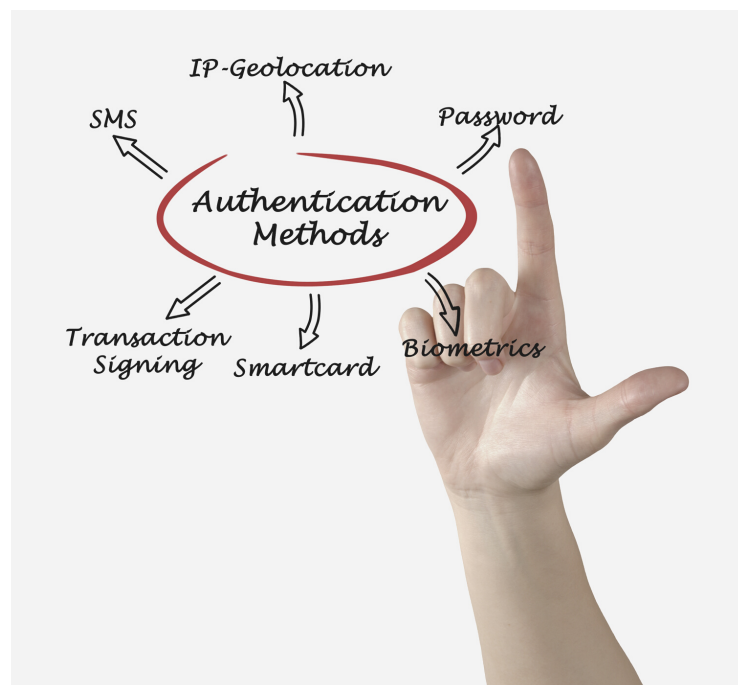 IP-Geolocation
SMS
Password
Authentication
Methods
Transaction
Signing
Smartcard
Biometrics